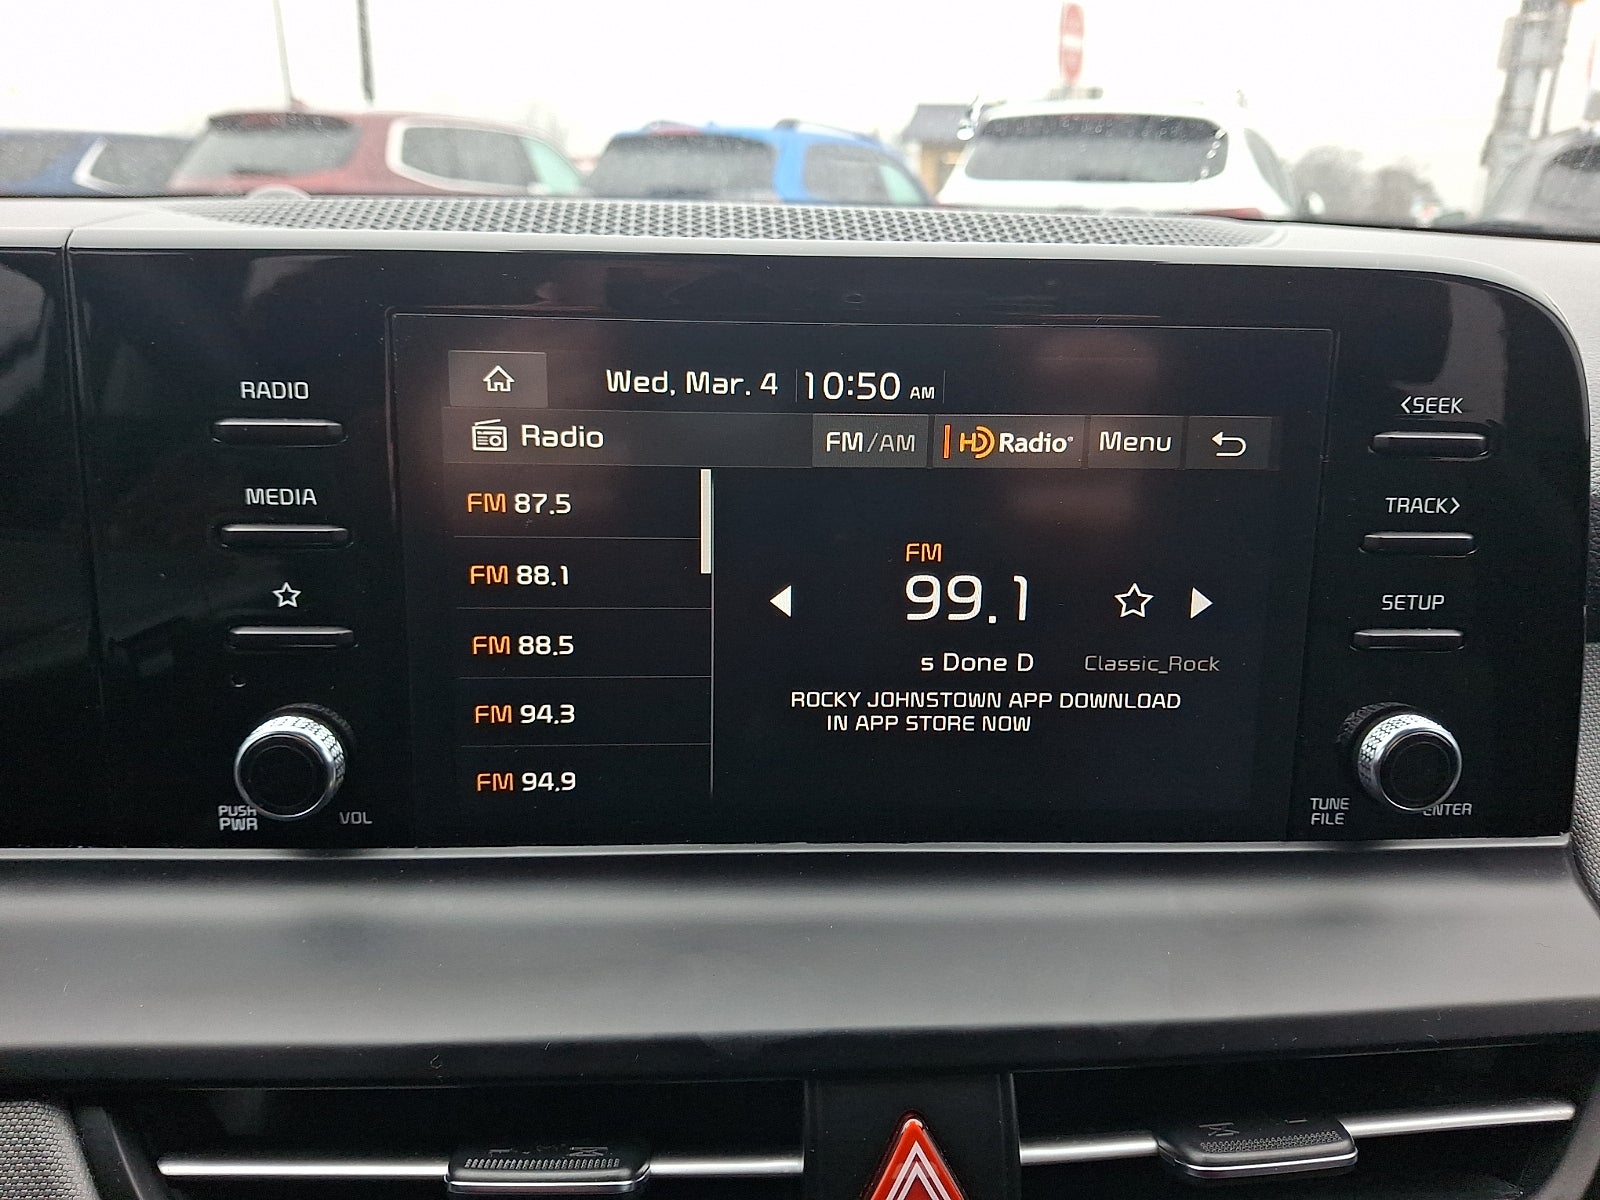 RADIO
MEDIA
PUSH
PWR
VOL
Wed, Mar. 4 10:50 AM
Radio FM/AM HD Radio® Menu
FM 87.5
FM 88.1
FM 88.5
FM 94.3
FM 94.9
FM
99.1
s Done D Classic_Rock
ROCKY JOHNSTOWN APP DOWNLOAD
IN APP STORE NOW
<SEEK
TRACK>
SETUP
TUNE
FILE
ENTER